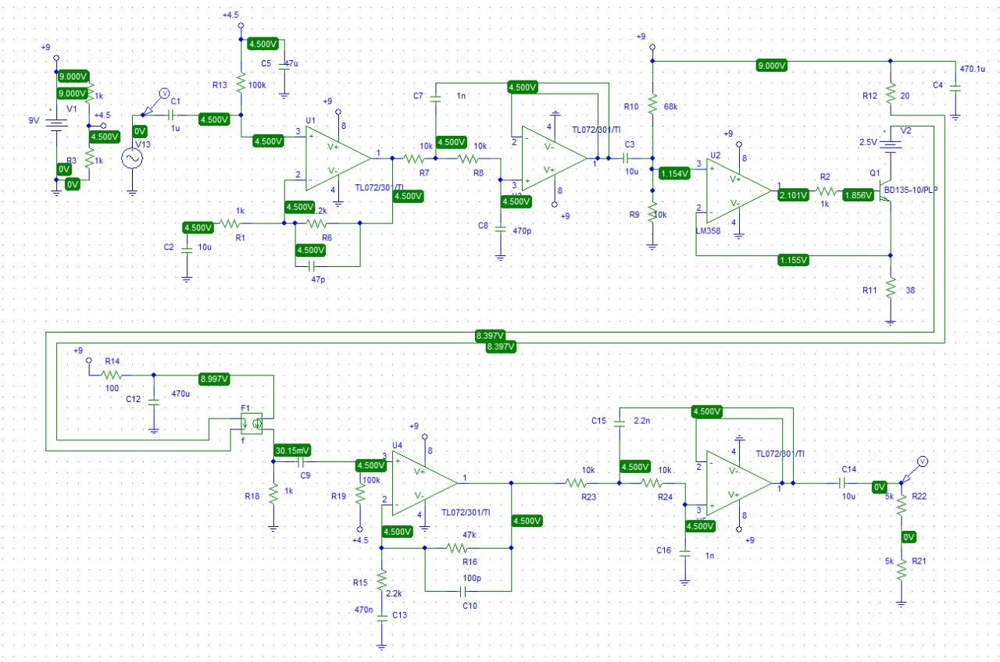 +4.5
+9
4.500V
C5
47u
R13
100k
9.000V
9.000V
1k
V1
9V
+4.5
4.500V
R3
1k
0V
0V
V
C1
1u
0V
V13
4.500V
4.500V
+9
U1
8
3
+
V+
V-
2
-
4
1
TL072/301/TI
4.500V
4.500V
.2k
R6
1k
R1
4.500V
C2
10u
4.500V
47p
C7
1n
10k
R7
4.500V
10k
R8
4.500V
4
TL072/301/TI
2
-
V-
V+
+
3
1
8
+9
4.500V
C8
470p
C3
10u
+9
9.000V
R10
68k
1.154V
R9
10k
+9
U2
8
3
+
V+
V-
2
-
4
1
LM358
2.101V
R2
1k
1.856V
Q1
BD135-10/PLP
1.155V
R11
38
R12
20
C4
470.1u
V2
2.5V
8.397V
8.397V
+9
R14
100
C12
470u
8.997V
F1
f
30.15mV
C9
R18
1k
4.500V
100k
R19
+4.5
+9
U4
8
3
+
V+
V-
2
-
4
1
TL072/301/TI
4.500V
4.500V
47k
R16
100p
C10
R15
2.2k
470n
C13
10k
R23
C15
2.2n
4.500V
10k
R24
4.500V
4
TL072/301/TI
2
-
V-
V+
+
3
1
8
+9
4.500V
C16
1n
C14
10u
0V
V
5k
R22
0V
5k
R21